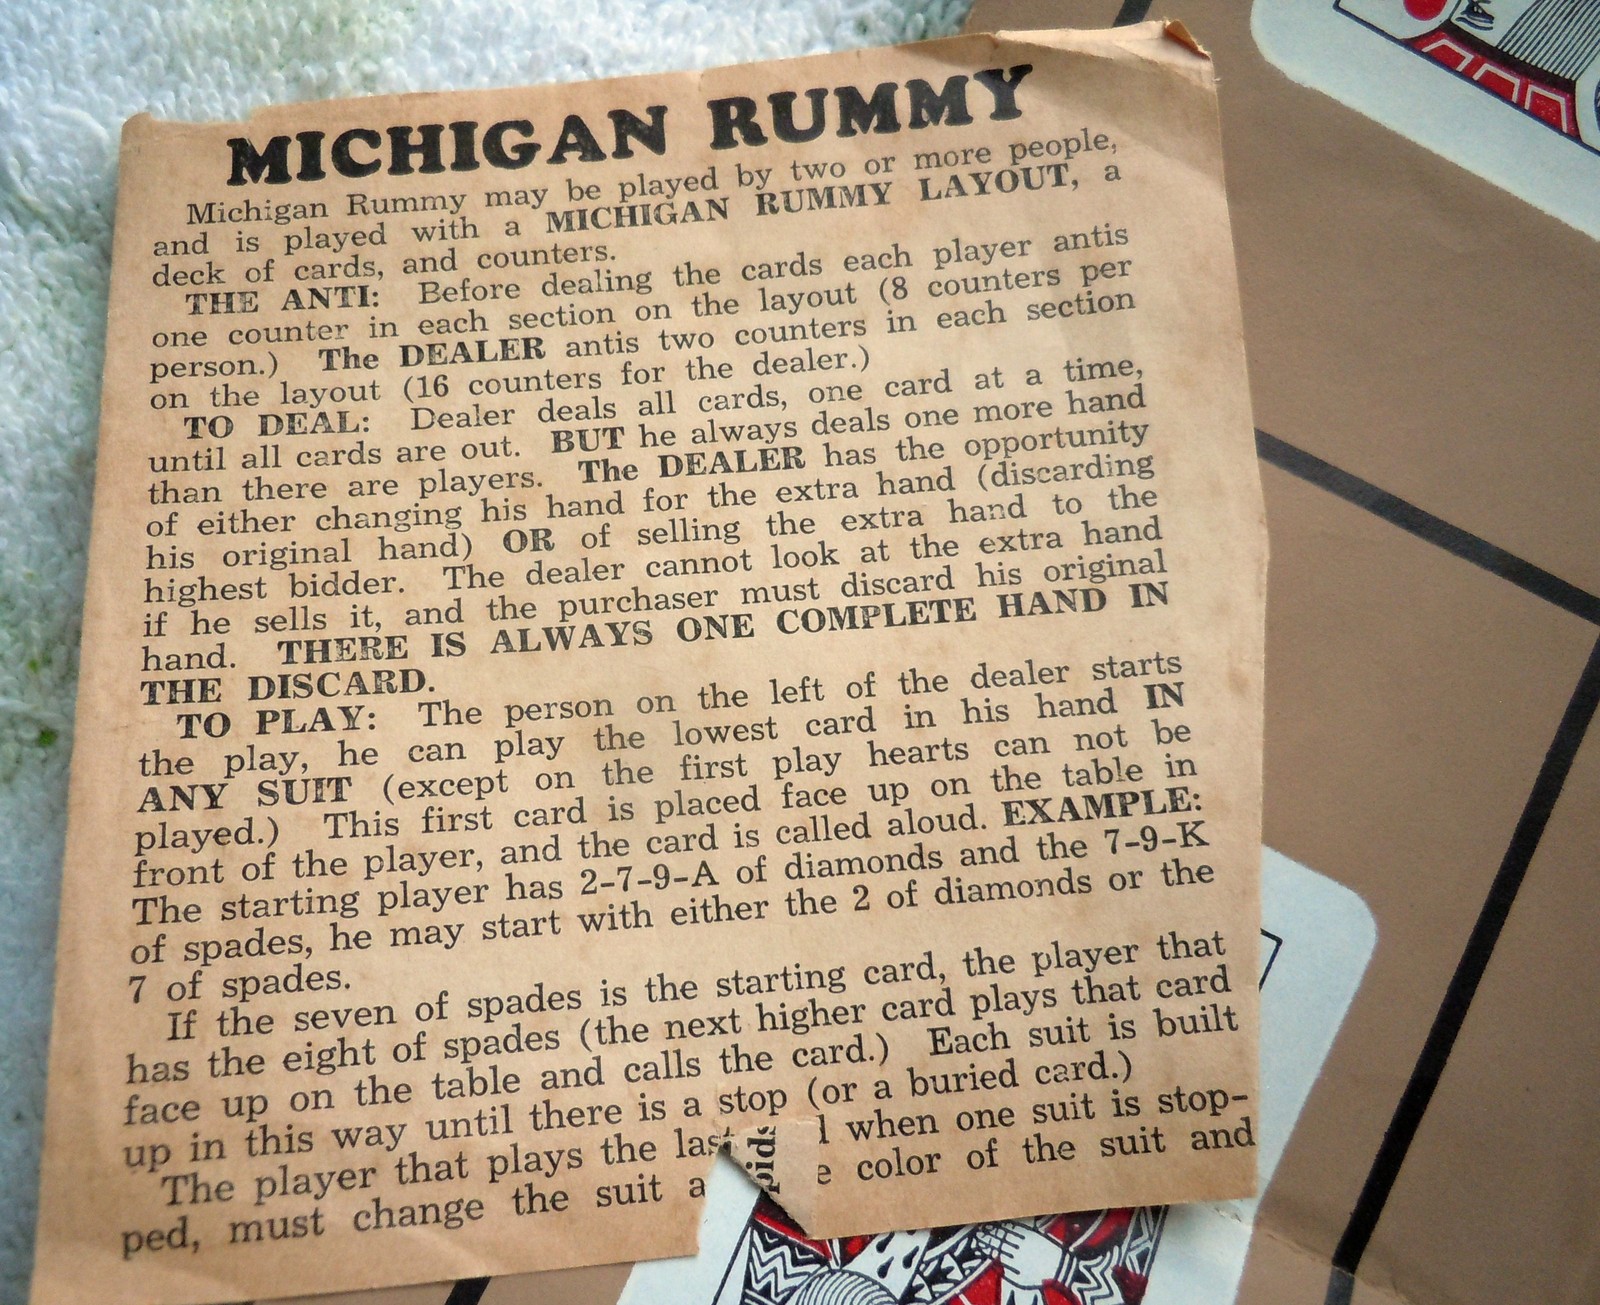 MICHIGAN RUMMY
Michigan Rummy may be played by two or more people,
and is played with a MICHIGAN RUMMY LAYOUT, a
deck of cards, and counters.
THE ANTI: Before dealing the cards each player antis
one counter in each section on the layout (8 counters per
person.) The DEALER antis two counters in each section
on the layout (16 counters for the dealer.)
TO DEAL: Dealer deals all cards, one card at a time,
until all cards are out. BUT he always deals one more hand
than there are players. The DEALER has the opportunity
of either changing his hand for the extra hand (discarding
his original hand) OR of selling the extra hand to the
highest bidder. The dealer cannot look at the extra hand
if he sells it, and the purchaser must discard his original
hand. THERE IS ALWAYS ONE COMPLETE HAND IN
THE DISCARD.
TO PLAY: The person on the left of the dealer starts
the play, he can play the lowest card in his hand IN
ANY SUIT (except on the first play hearts can not be
played.) This first card is placed face up on the table in
front of the player, and the card is called aloud. EXAMPLE:
The starting player has 2-7-9-A of diamonds and the 7-9-K
of spades, he may start with either the 2 of diamonds or the
7 of spades.
If the seven of spades is the starting card, the player that
has the eight of spades (the next higher card plays that card
face up on the table and calls the card.) Each suit is built
up in this way until there is a stop (or a buried card.)
The player that plays the last when one suit is stop-
ped, must change the suit color of the suit and